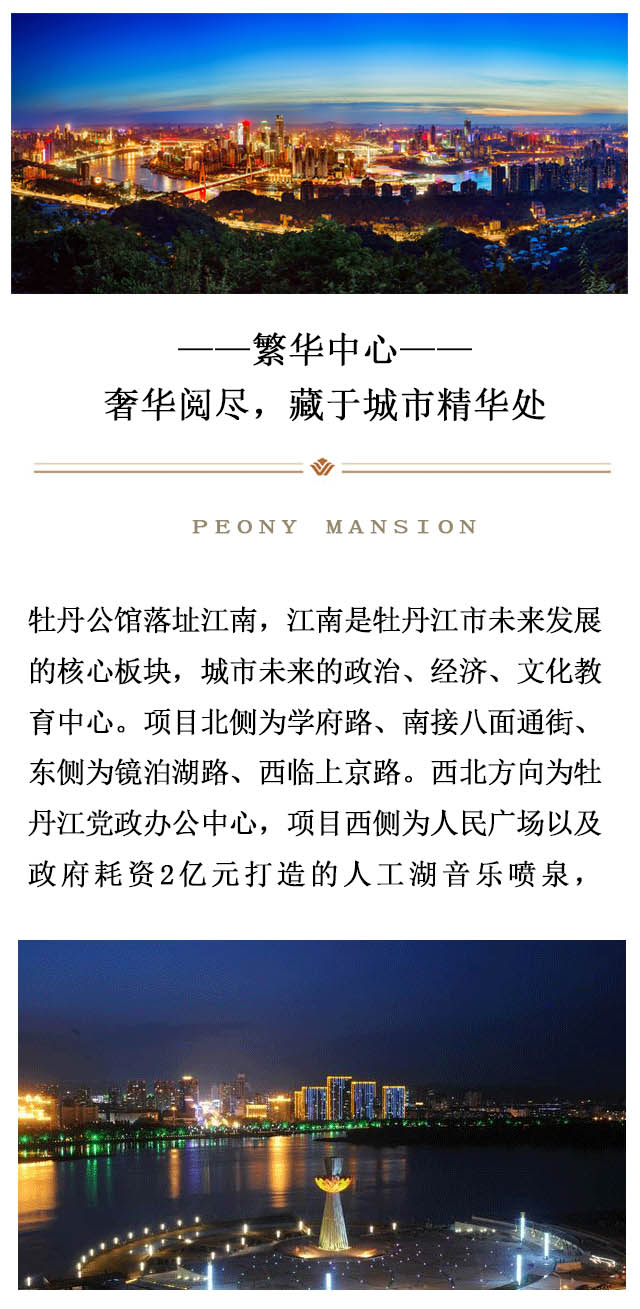 ——繁华中心——
奢华阅尽，藏于城市精华处
PEONY MANSION
牡丹公馆落址江南，江南是牡丹江市未来发展
的核心板块，城市未来的政治、经济、文化教
育中心。项目北侧为学府路、南接八面通街、
东侧为镜泊湖路、西临上京路。西北方向为牡
丹江党政办公中心，项目西侧为人民广场以及
政府耗资2亿元打造的人工湖音乐喷泉，